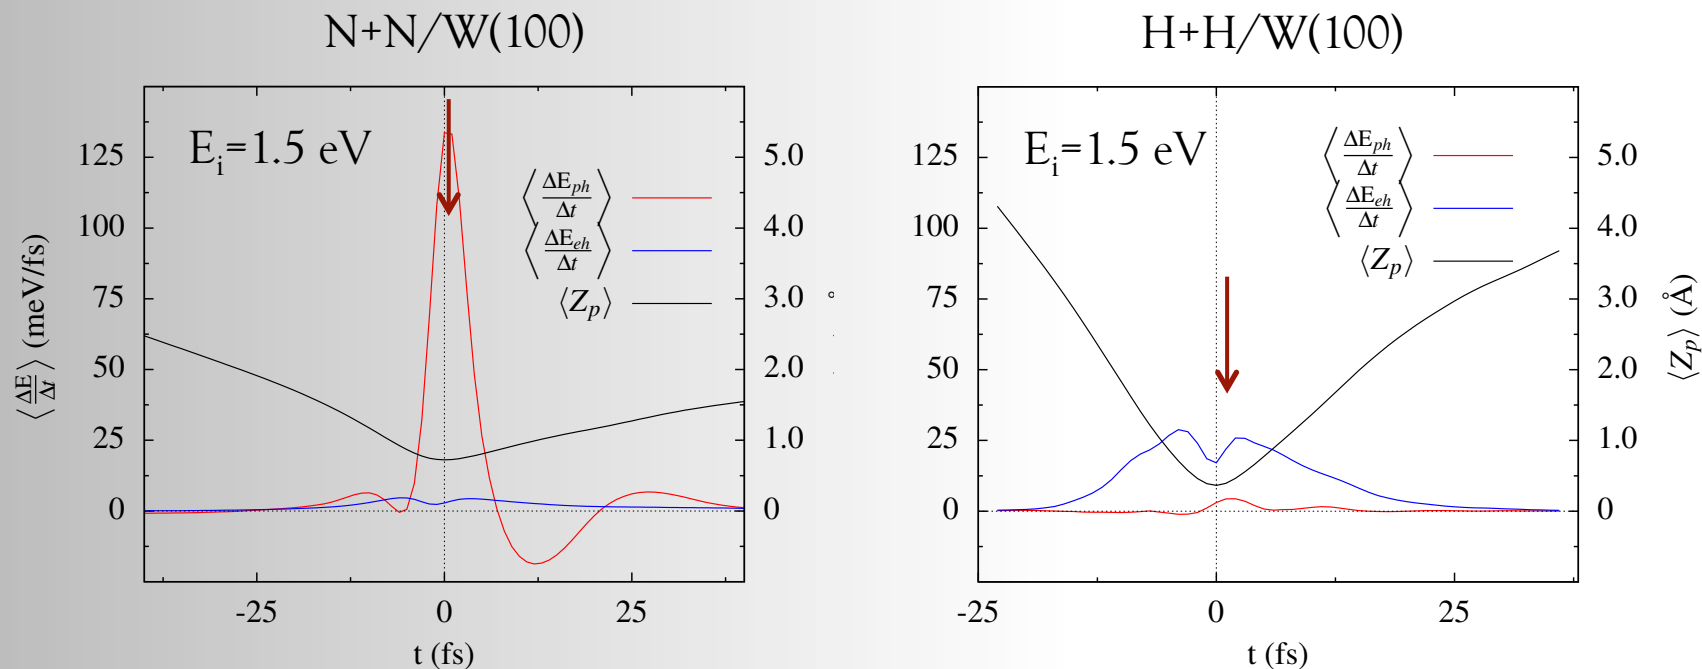 N+N/W(100)
E_i=1.5 eV
⟨ΔE_ph/Δt⟩
⟨ΔE_eh/Δt⟩
⟨Z_p⟩
125
100
75
50
25
0
5.0
4.0
3.0
2.0
1.0
0
-25
0
25
t (fs)
⟨ΔE/Δt⟩ (meV/fs)
H+H/W(100)
E_i=1.5 eV
⟨ΔE_ph/Δt⟩
⟨ΔE_eh/Δt⟩
⟨Z_p⟩
125
100
75
50
25
0
5.0
4.0
3.0
2.0
1.0
0
-25
0
25
t (fs)
⟨Z_p⟩ (Å)